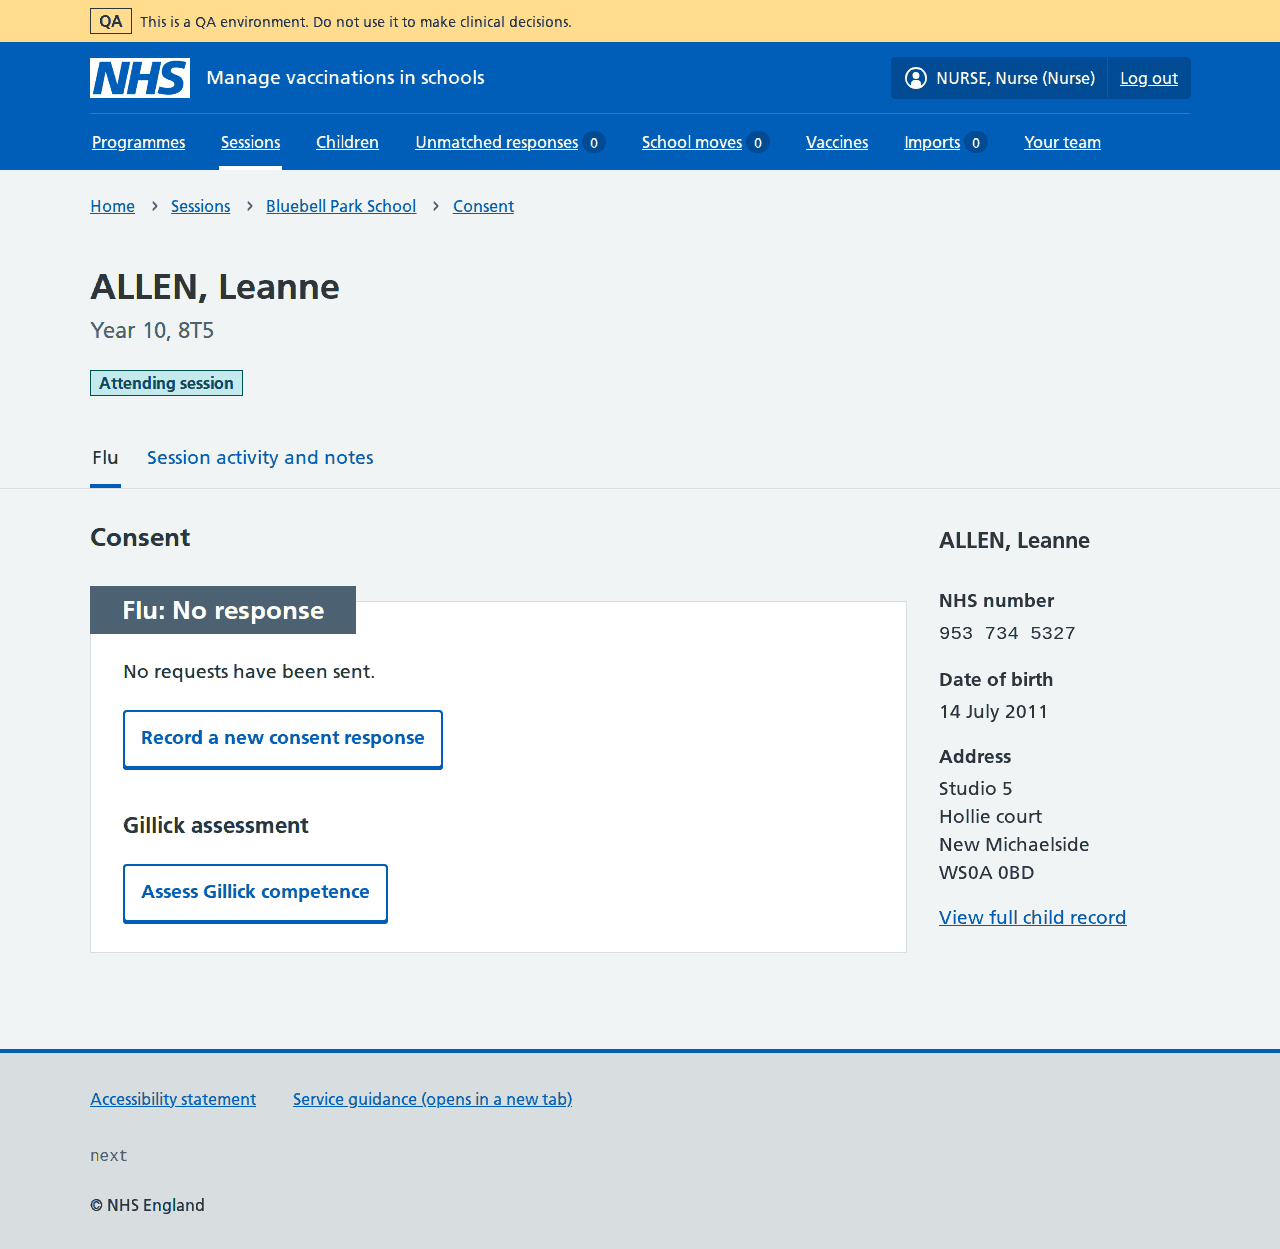 QA This is a QA environment. Do not use it to make clinical decisions.
NHS Manage vaccinations in schools NURSE, Nurse (Nurse) Log out
Programmes Sessions Children Unmatched responses 0 School moves 0 Vaccines Imports 0 Your team
Home Sessions Bluebell Park School Consent
ALLEN, Leanne
Year 10, 8T5
Attending session
Flu Session activity and notes
Consent
Flu: No response
No requests have been sent.
Record a new consent response
Gillick assessment
Assess Gillick competence
ALLEN, Leanne
NHS number
953 734 5327
Date of birth
14 July 2011
Address
Studio 5
Hollie court
New Michaelside
WS0A 0BD
View full child record
Accessibility statement Service guidance (opens in a new tab)
next
© NHS England